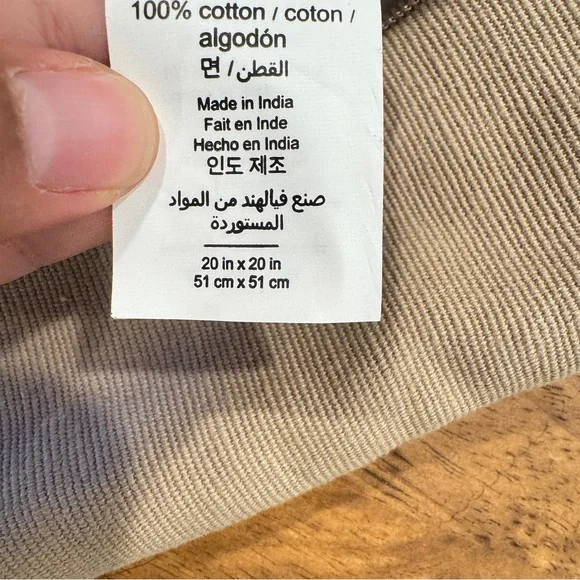 100% cotton / coton /
algodón
면 / القطن
Made in India
Fait en Inde
Hecho en India
인도 제조
صنع فيالهند من المواد
المستوردة
20 in x 20 in
51 cm x 51 cm